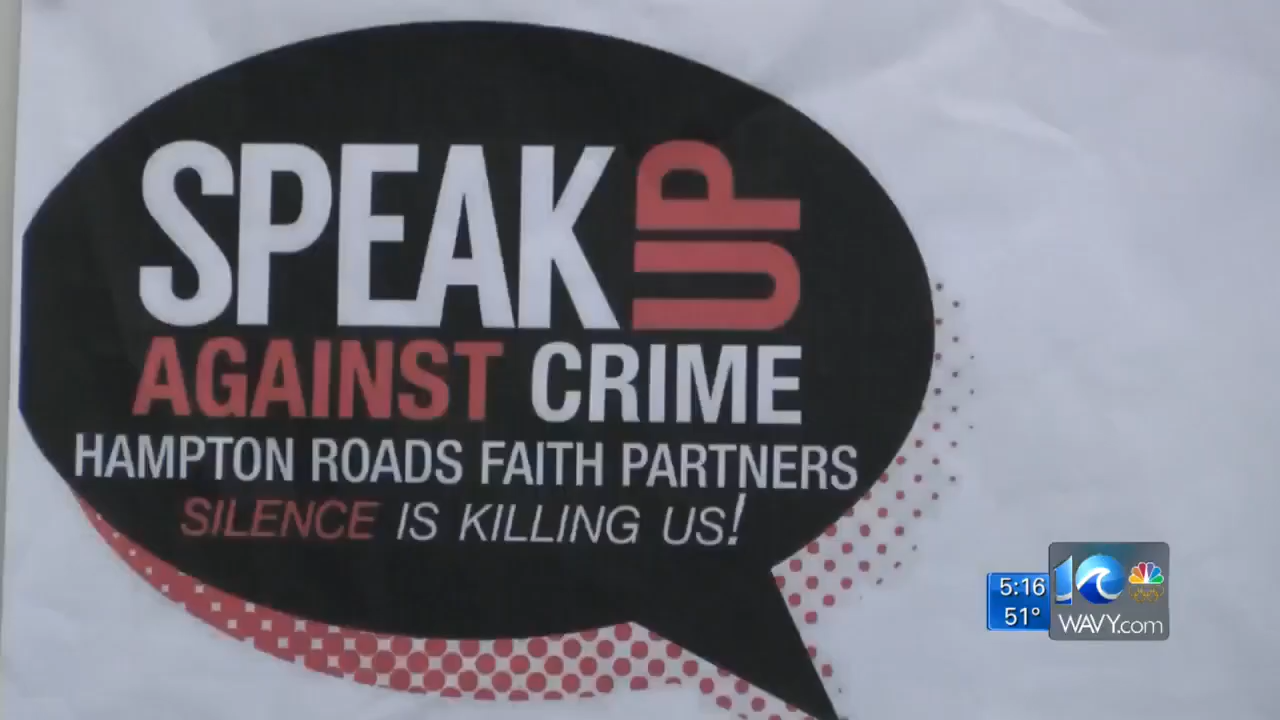 SPEAK UP
AGAINST CRIME
HAMPTON ROADS FAITH PARTNERS
SILENCE IS KILLING US!
5:16
51°
10
WAVY.com